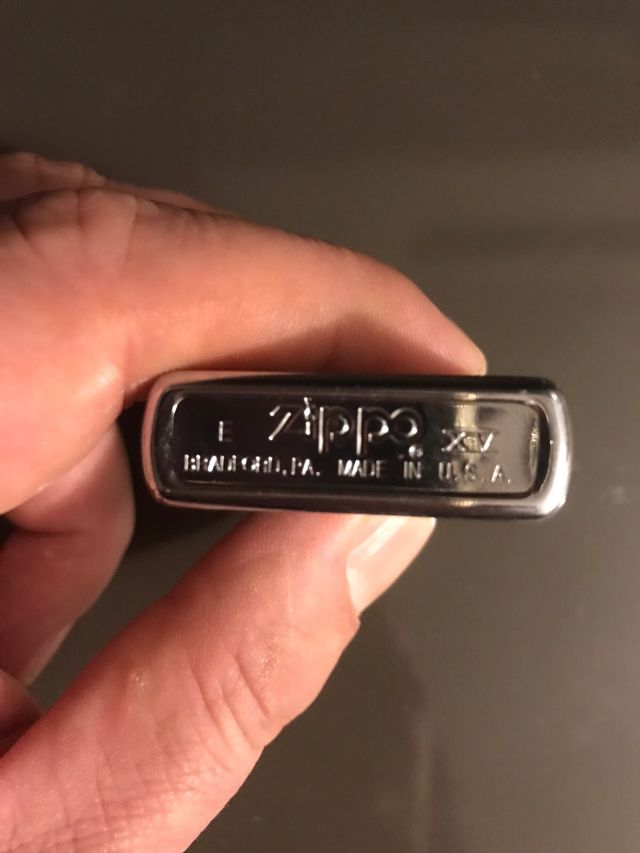 E Zippo® XV
BRADFORD, PA. MADE IN U.S.A.